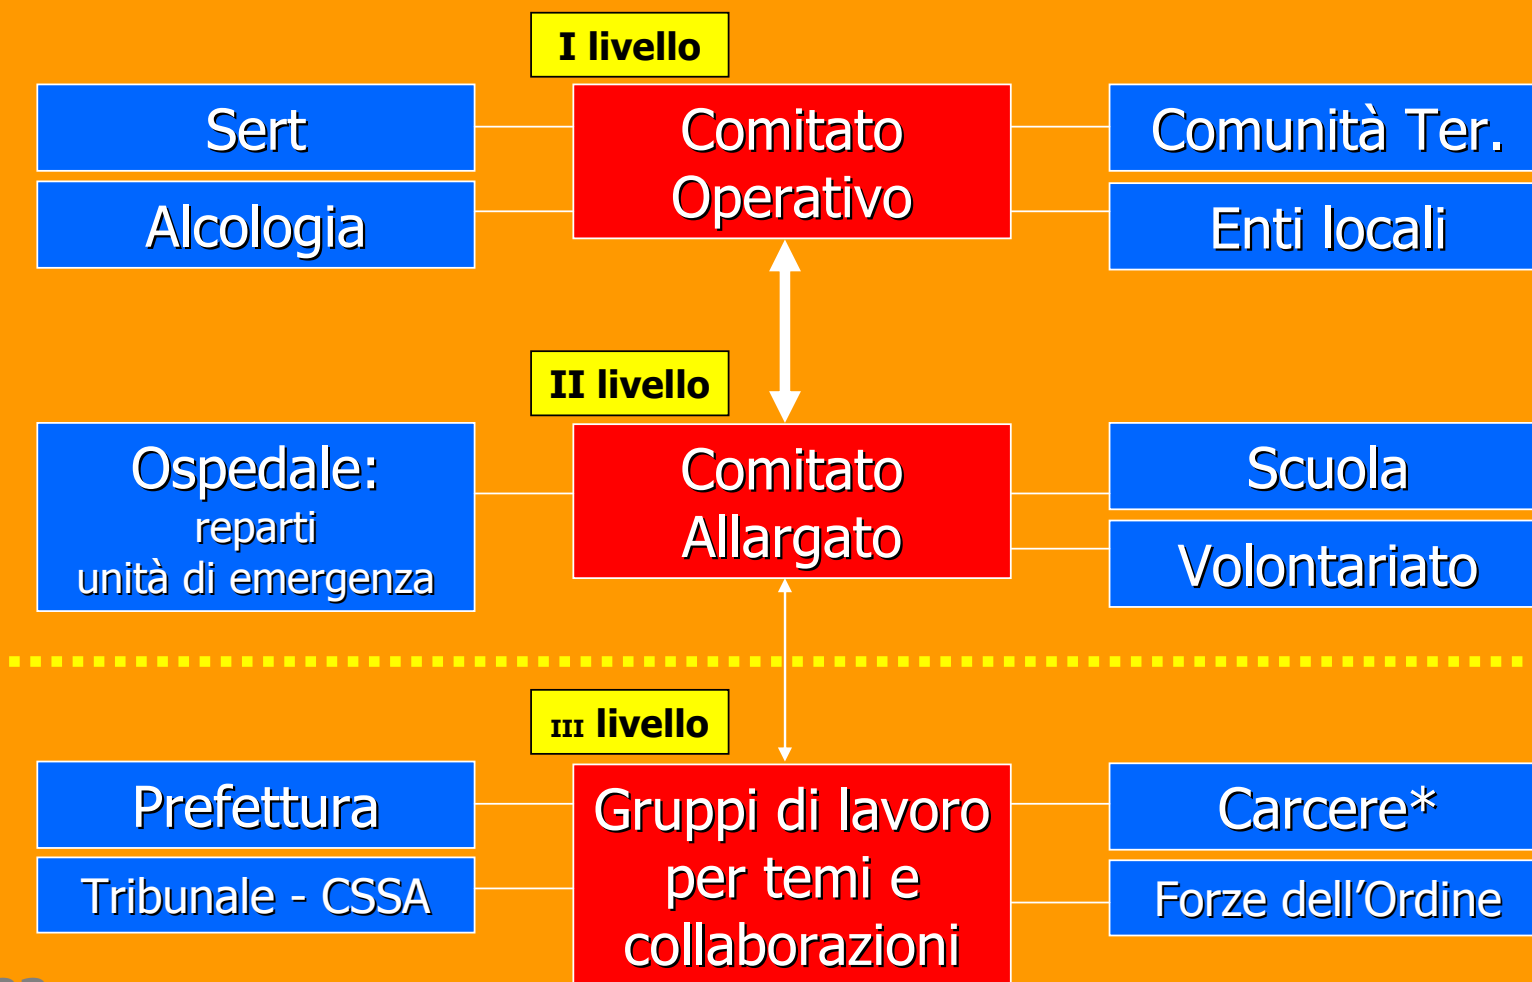 I livello
Sert
Alcologia
Comitato
Operativo
Comunità Ter.
Enti locali
II livello
Ospedale:
reparti
unità di emergenza
Comitato
Allargato
Scuola
Volontariato
III livello
Prefettura
Tribunale - CSSA
Gruppi di lavoro
per temi e
collaborazioni
Carcere*
Forze dell’Ordine